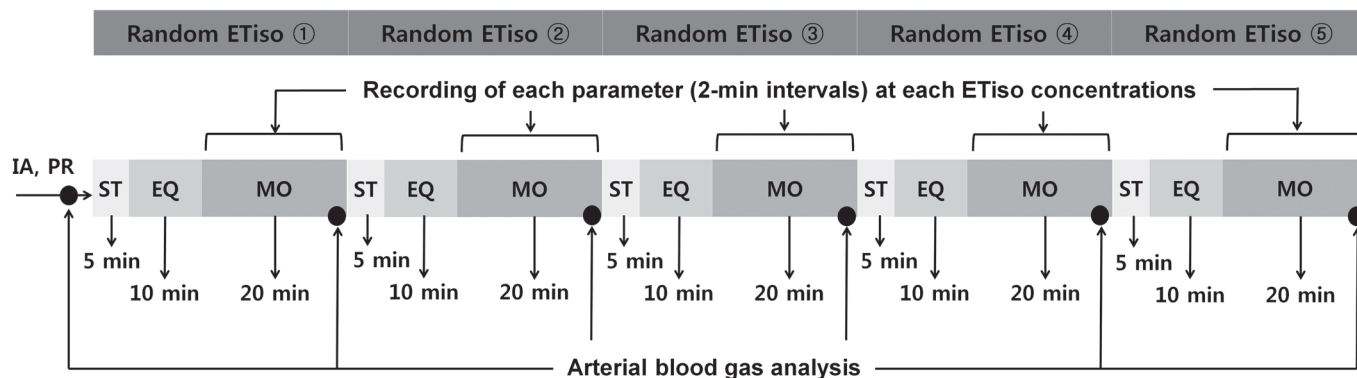 Random ETiso ① Random ETiso ② Random ETiso ③ Random ETiso ④ Random ETiso ⑤
Recording of each parameter (2-min intervals) at each ETiso concentrations
IA, PR
ST EQ MO ST EQ MO ST EQ MO ST EQ MO ST EQ MO
5 min 5 min 5 min 5 min 5 min
10 min 20 min 10 min 20 min 10 min 20 min 10 min 20 min 10 min 20 min
Arterial blood gas analysis